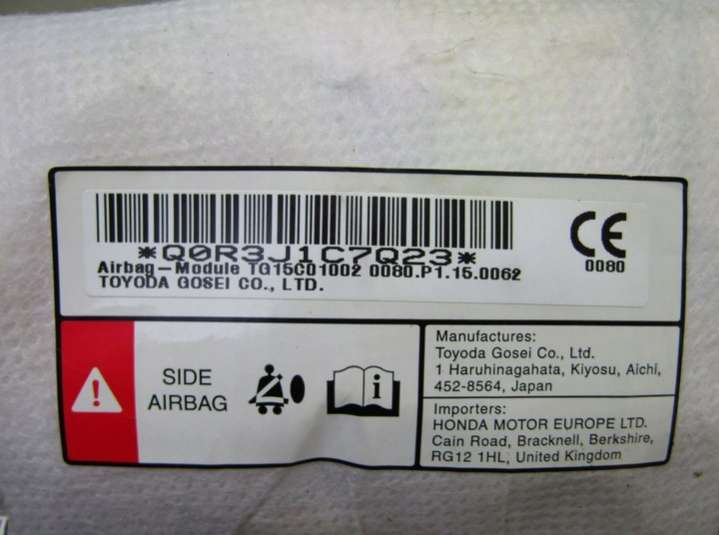 *Q0R3J1C7Q23*
Airbag-Module TG15C01002 0080.P1.15.0062
TOYODA GOSEI CO., LTD.
CE
0080
SIDE
AIRBAG
Manufactures:
Toyoda Gosei Co., Ltd.
1 Haruhinagahata, Kiyosu, Aichi,
452-8564, Japan
Importers:
HONDA MOTOR EUROPE LTD.
Cain Road, Bracknell, Berkshire,
RG12 1HL, United Kingdom